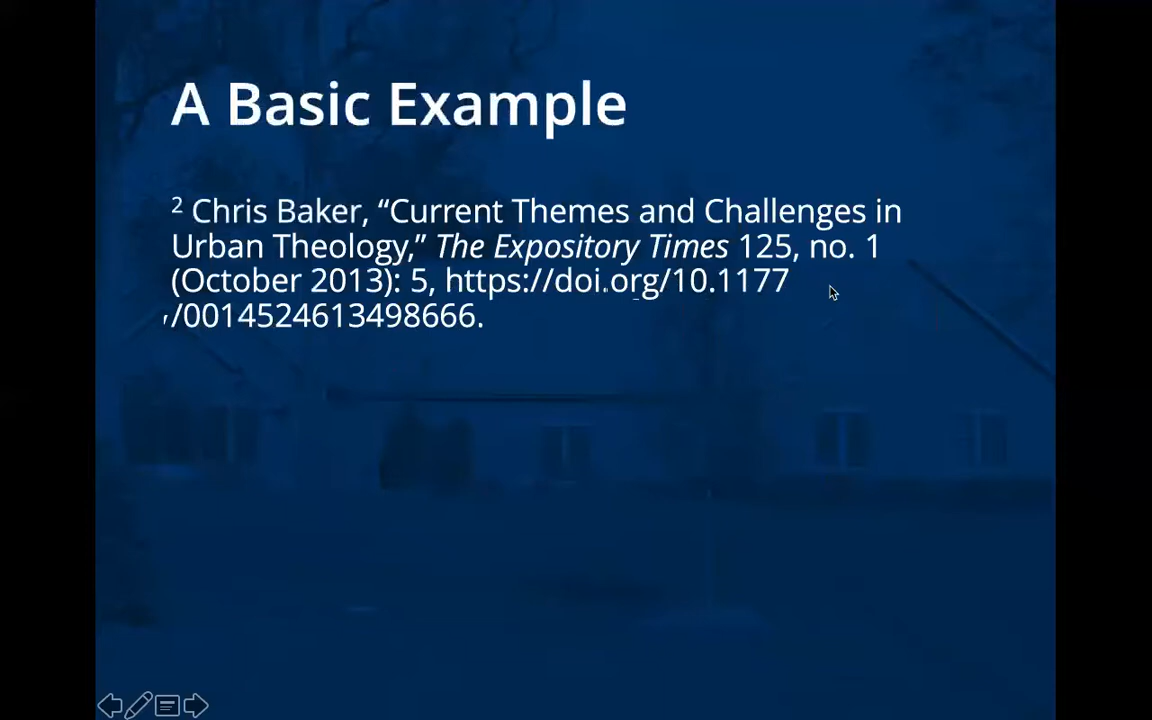 A Basic Example
2 Chris Baker, “Current Themes and Challenges in
Urban Theology,” The Expository Times 125, no. 1
(October 2013): 5, https://doi.org/10.1177
/0014524613498666.